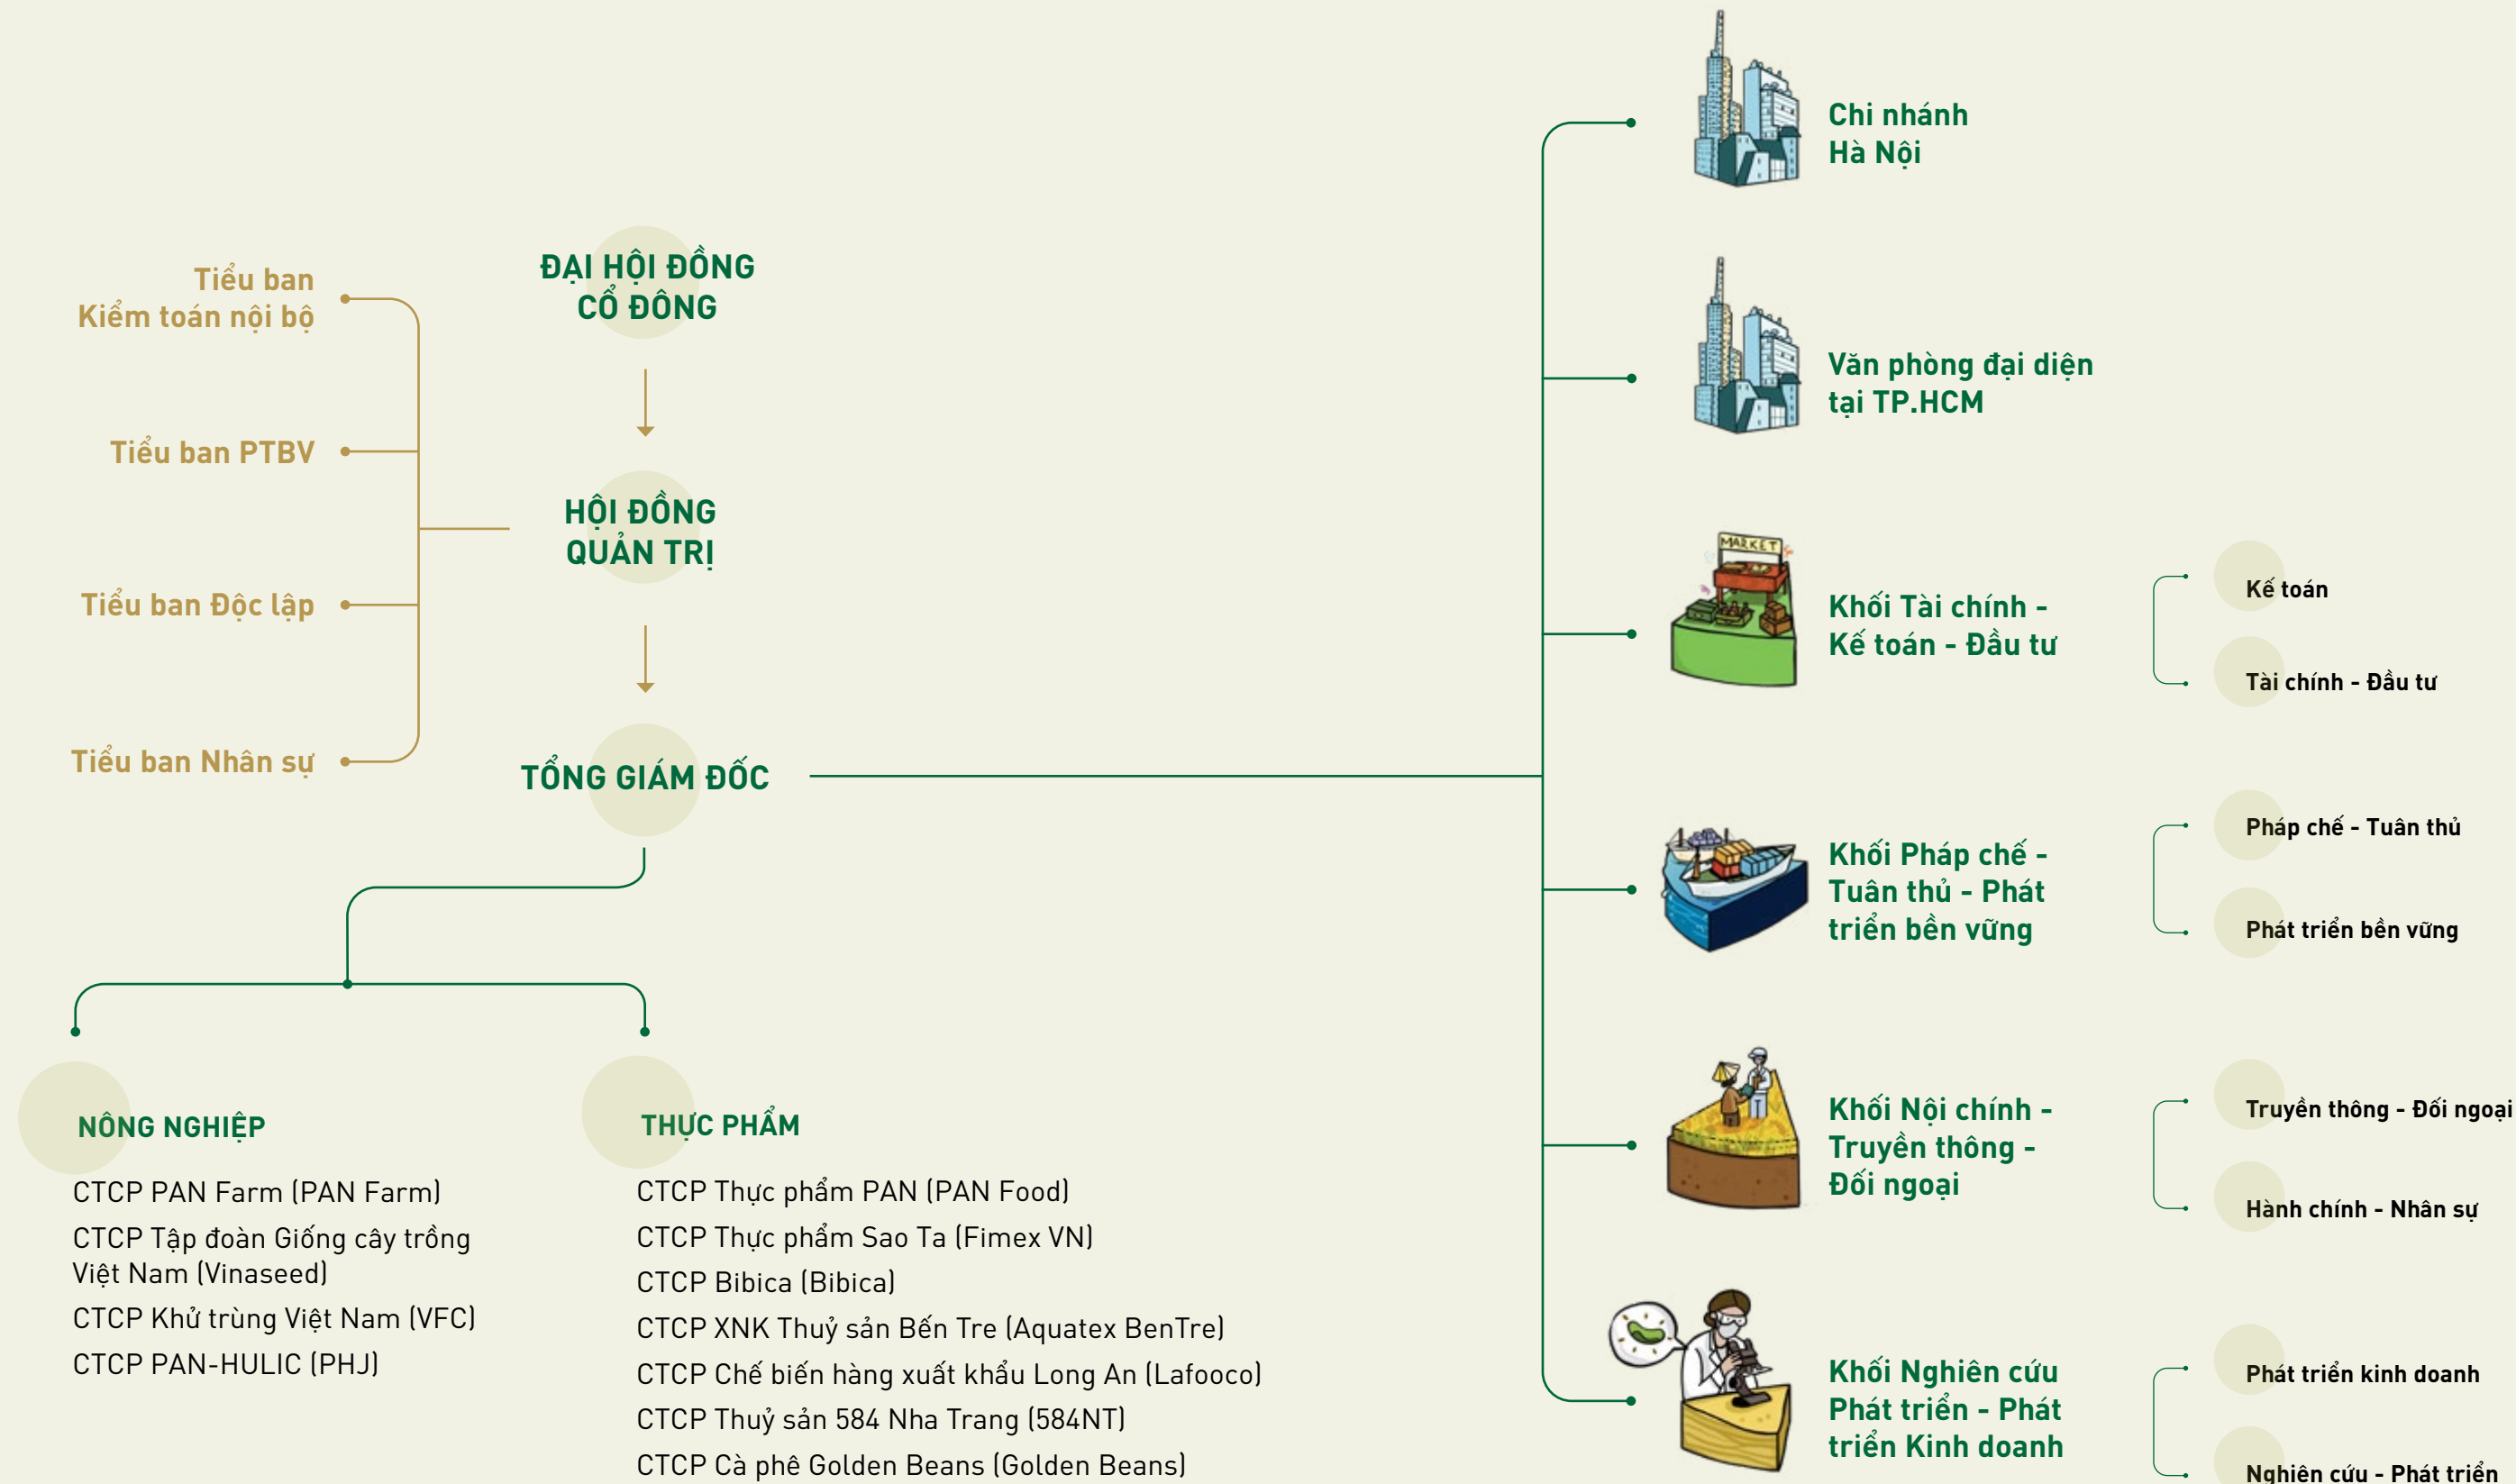 Tiểu ban
Kiểm toán nội bộ
Tiểu ban PTBV
Tiểu ban Độc lập
Tiểu ban Nhân sự
ĐẠI HỘI ĐỒNG
CỔ ĐÔNG
HỘI ĐỒNG
QUẢN TRỊ
TỔNG GIÁM ĐỐC
NÔNG NGHIỆP
CTCP PAN Farm (PAN Farm)
CTCP Tập đoàn Giống cây trồng
Việt Nam (Vinaseed)
CTCP Khử trùng Việt Nam (VFC)
CTCP PAN-HULIC (PHJ)
THỰC PHẨM
CTCP Thực phẩm PAN (PAN Food)
CTCP Thực phẩm Sao Ta (Fimex VN)
CTCP Bibica (Bibica)
CTCP XNK Thuỷ sản Bến Tre (Aquatex BenTre)
CTCP Chế biến hàng xuất khẩu Long An (Lafooco)
CTCP Thuỷ sản 584 Nha Trang (584NT)
CTCP Cà phê Golden Beans (Golden Beans)
Chi nhánh
Hà Nội
Văn phòng đại diện
tại TP.HCM
MARKET
Khối Tài chính -
Kế toán - Đầu tư
Kế toán
Tài chính - Đầu tư
Khối Pháp chế -
Tuân thủ - Phát
triển bền vững
Pháp chế - Tuân thủ
Phát triển bền vững
Khối Nội chính -
Truyền thông -
Đối ngoại
Truyền thông - Đối ngoại
Hành chính - Nhân sự
Khối Nghiên cứu
Phát triển - Phát
triển Kinh doanh
Phát triển kinh doanh
Nghiên cứu - Phát triển